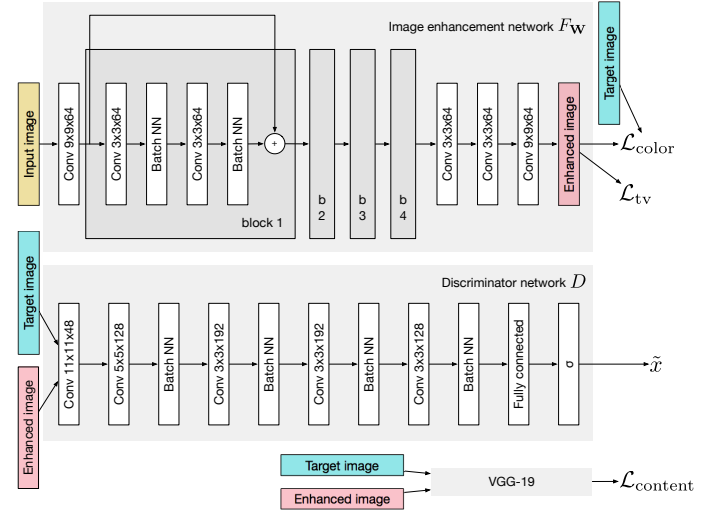 Image enhancement network F_W
Input image
Conv 9x9x64
Conv 3x3x64
Batch NN
Conv 3x3x64
Batch NN
+
block 1
b
2
b
3
b
4
Conv 3x3x64
Conv 3x3x64
Conv 9x9x64
Enhanced image
Target image
ℒ_color
ℒ_tv
Discriminator network D
Target image
Enhanced image
Conv 11x11x48
Conv 5x5x128
Batch NN
Conv 3x3x192
Batch NN
Conv 3x3x192
Batch NN
Conv 3x3x128
Batch NN
Fully connected
σ
x̃
Target image
Enhanced image
VGG-19
ℒ_content